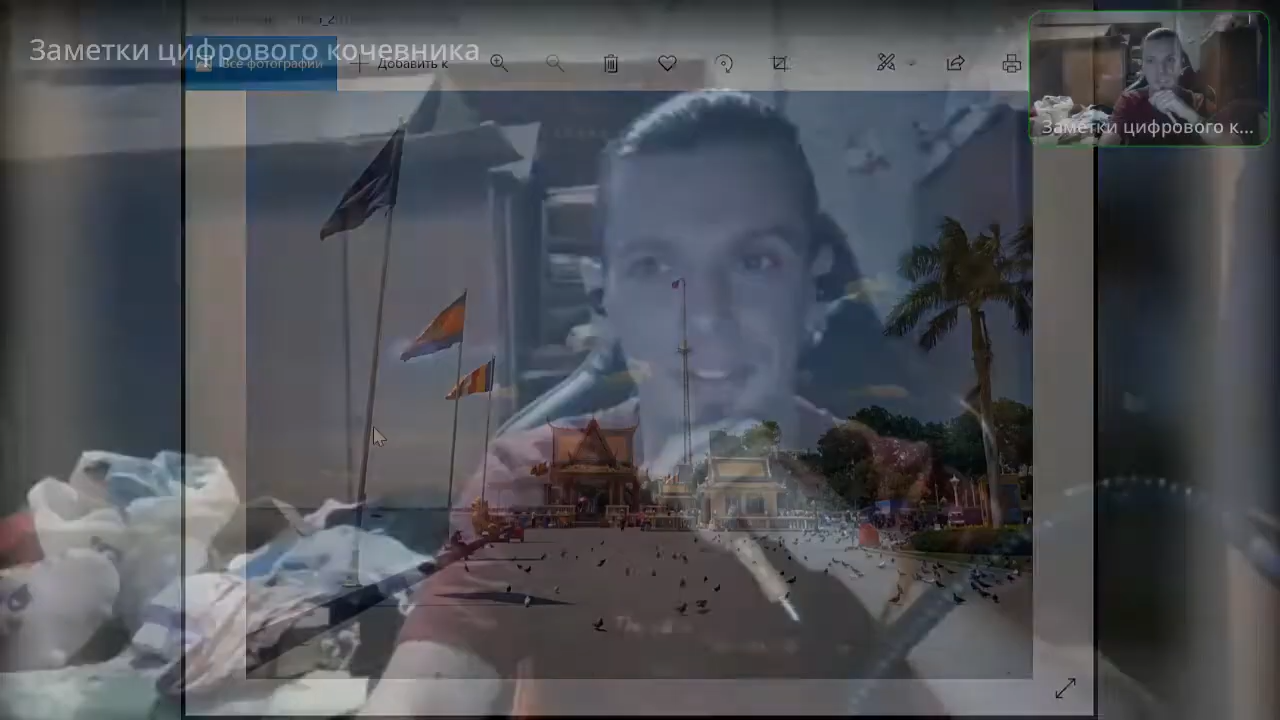 Заметки цифрового кочевника
Все фотографии
Добавить к
Заметки цифрового к...